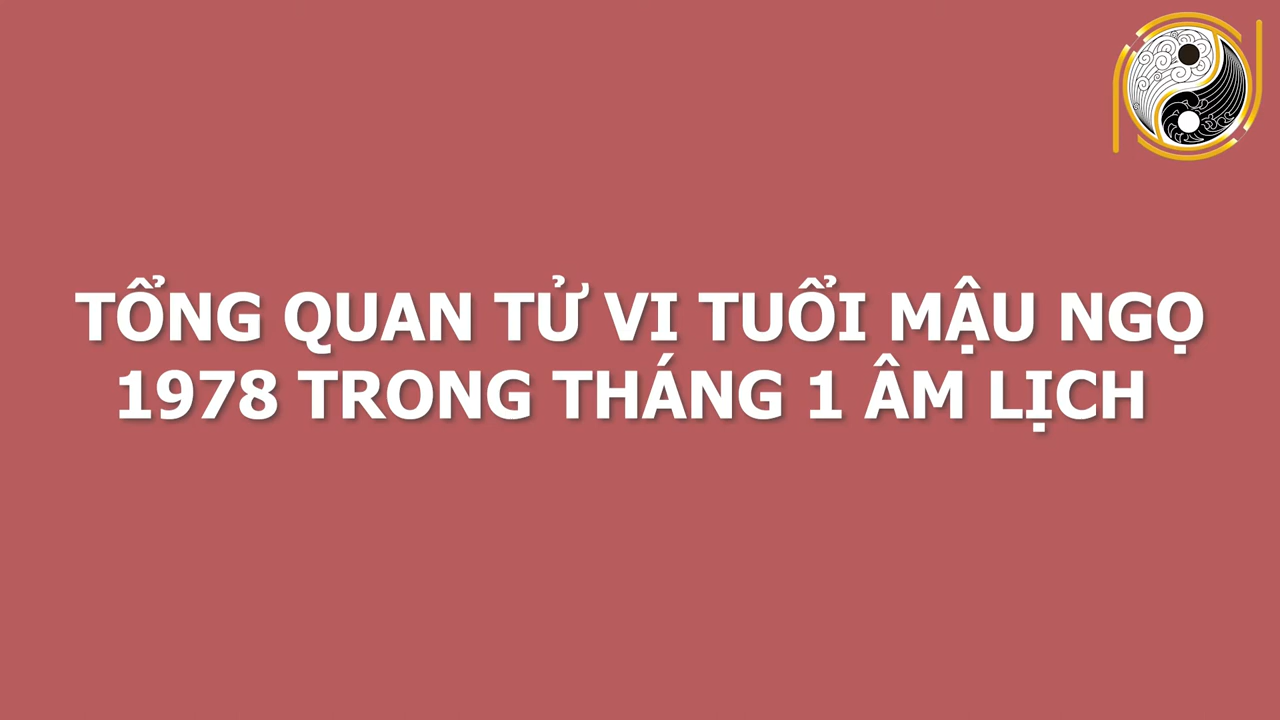 TỔNG QUAN TỬ VI TUỔI MẬU NGỌ
1978 TRONG THÁNG 1 ÂM LỊCH